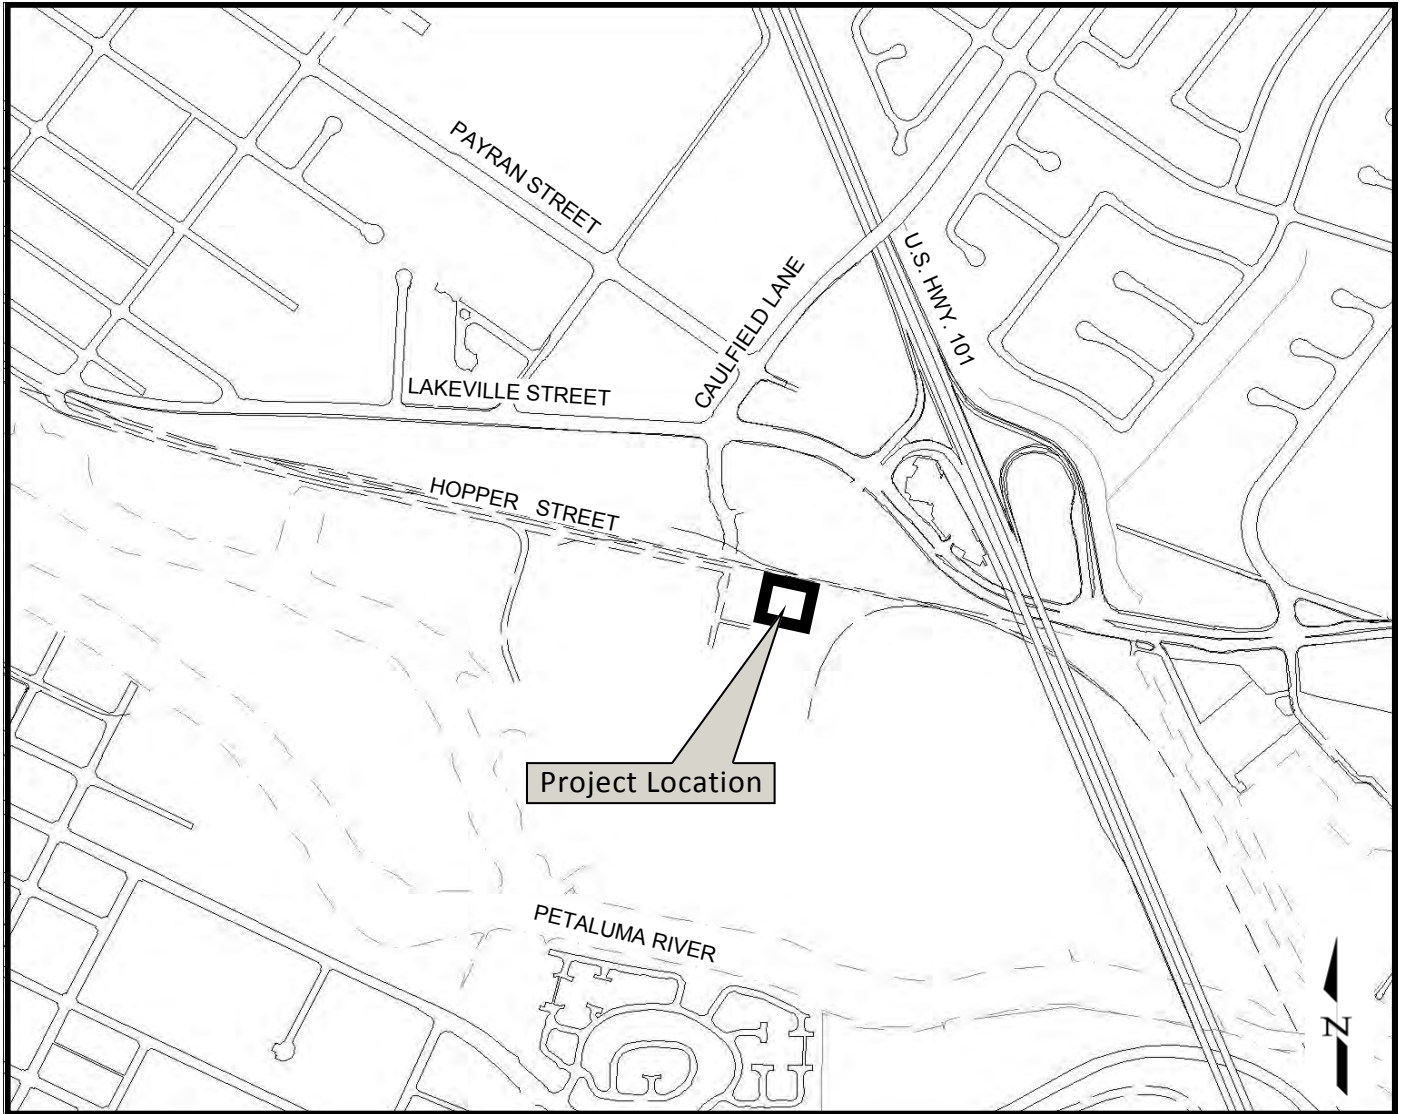 PAYRAN STREET
CAULFIELD LANE
U.S. HWY. 101
LAKEVILLE STREET
HOPPER STREET
Project Location
PETALUMA RIVER
N